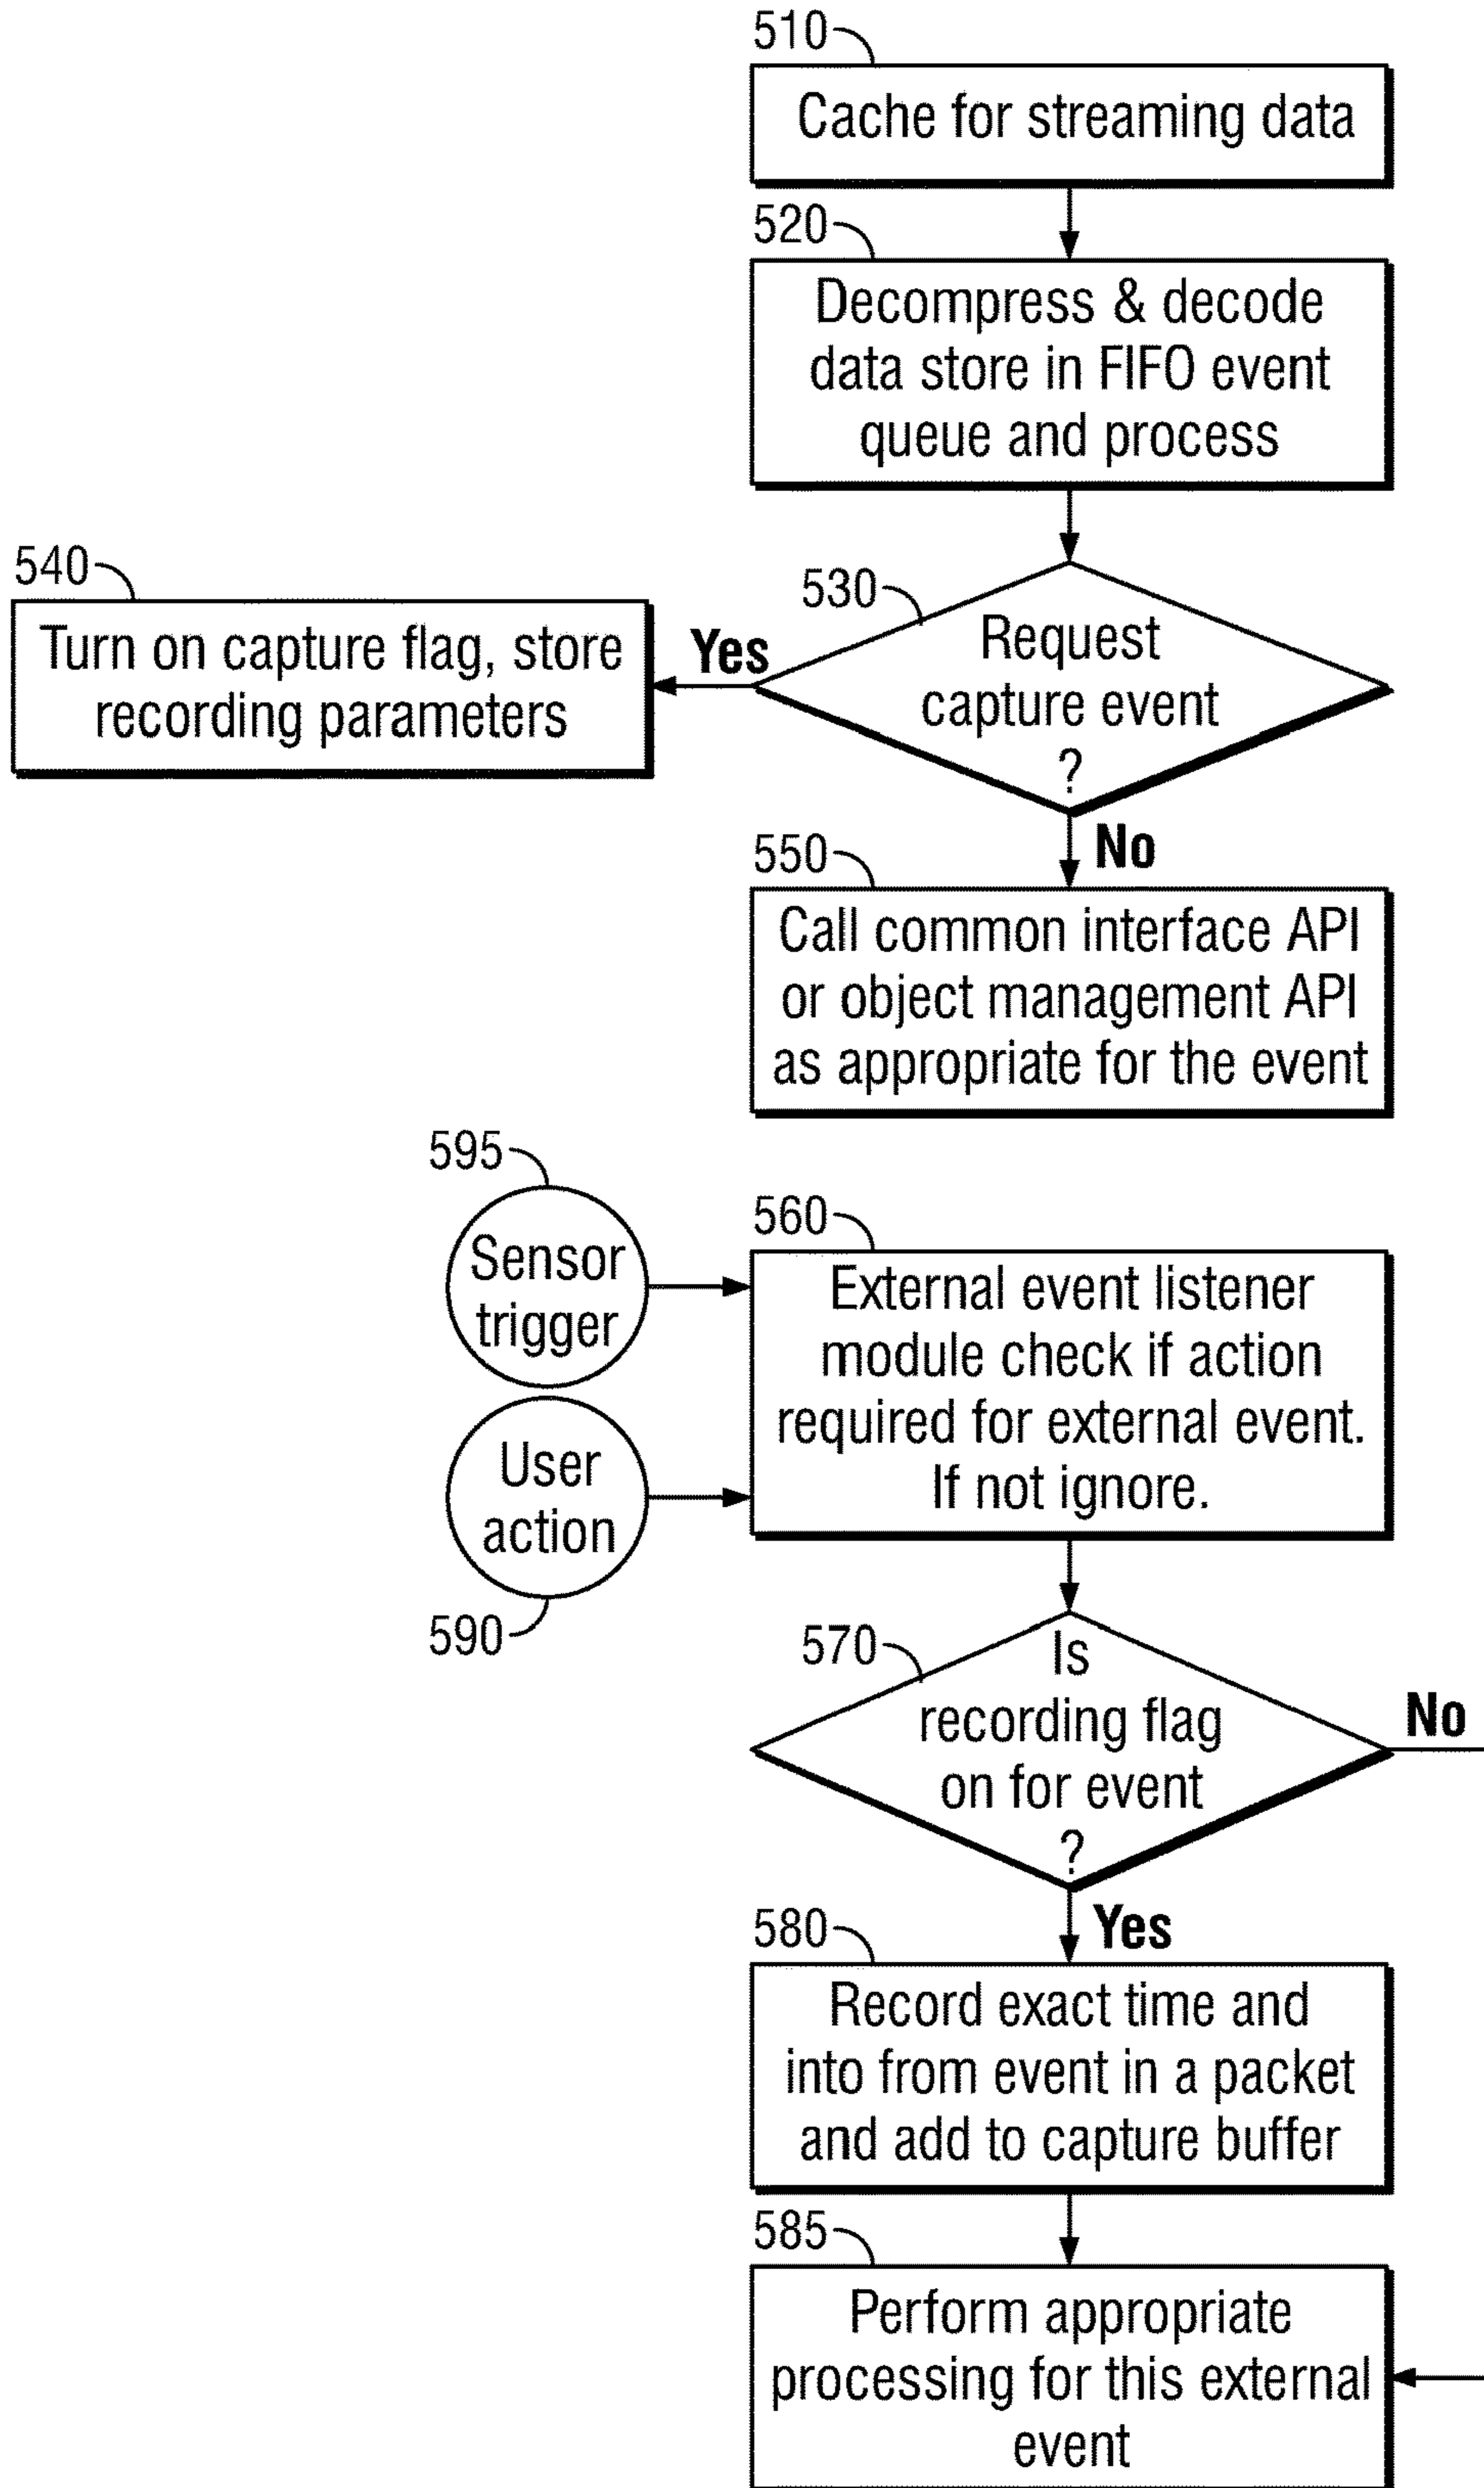 510
Cache for streaming data
520
Decompress & decode
data store in FIFO event
queue and process
540
Turn on capture flag, store
recording parameters
Yes
530
Request
capture event
?
No
550
Call common interface API
or object management API
as appropriate for the event
595
Sensor
trigger
User
action
590
560
External event listener
module check if action
required for external event.
If not ignore.
570
Is
recording flag
on for event
?
No
Yes
580
Record exact time and
into from event in a packet
and add to capture buffer
585
Perform appropriate
processing for this external
event